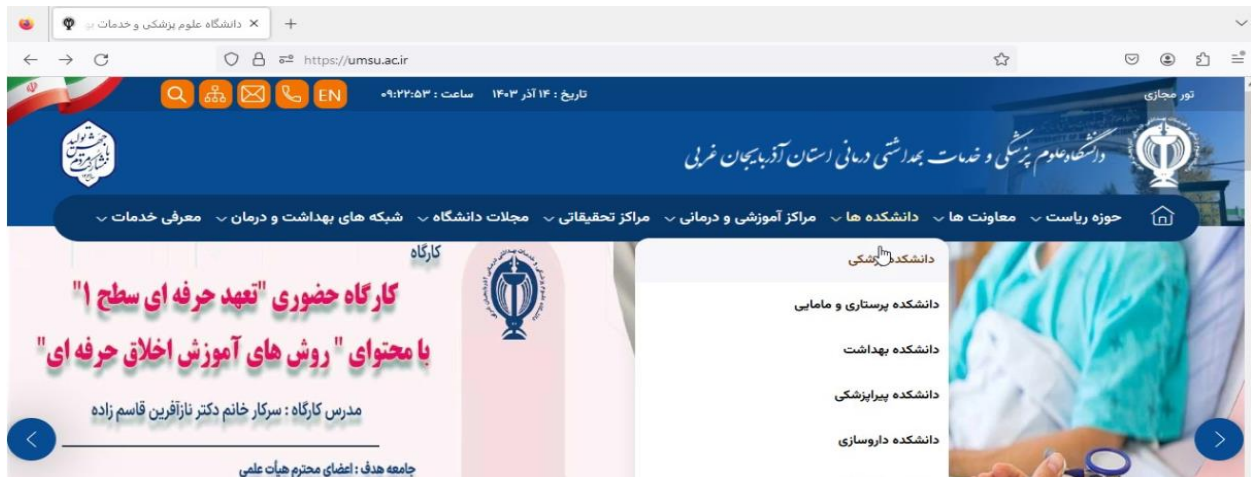 دانشگاه علوم پزشکی و خدمات
https://umsu.ac.ir
EN
تاریخ : ۱۴ آذر ۱۴۰۳ ساعت : ۰۹:۲۲:۵۳
تور مجازی
دانشگاه علوم پزشکی و خدمات بهداشتی درمانی استان آذربایجان غربی
حوزه ریاست معاونت ها دانشکده ها مراکز آموزشی و درمانی مراکز تحقیقاتی مجلات دانشگاه شبکه های بهداشت و درمان معرفی خدمات
دانشکده پزشکی
دانشکده پرستاری و مامایی
دانشکده بهداشت
دانشکده پیراپزشکی
دانشکده داروسازی
کارگاه
کارگاه حضوری "تعهد حرفه ای سطح ۱"
با محتوای " روش های آموزش اخلاق حرفه ای"
مدرس کارگاه : سرکار خانم دکتر نازآفرین قاسم زاده
جامعه هدف : اعضای محترم هیأت علمی